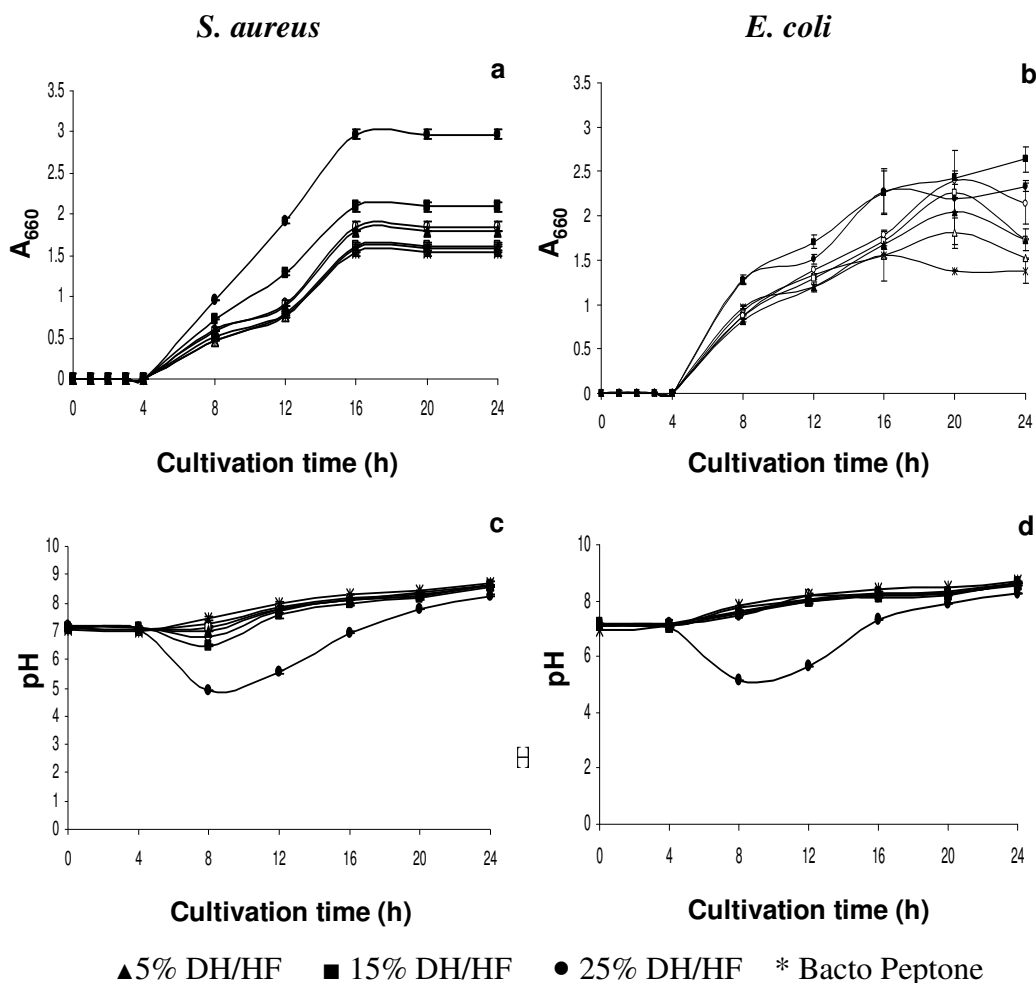 S. aureus
E. coli
a
3.5
3
2.5
2
1.5
1
0.5
0
A660
0 4 8 12 16 20 24
Cultivation time (h)
b
3.5
3
2.5
2
1.5
1
0.5
0
A660
0 4 8 12 16 20 24
Cultivation time (h)
c
10
9
8
7
6
5
4
3
2
1
0
pH
0 4 8 12 16 20 24
Cultivation time (h)
d
10
8
6
4
2
0
pH
0 4 8 12 16 20 24
Cultivation time (h)
▲5% DH/HF ■ 15% DH/HF ● 25% DH/HF * Bacto Peptone